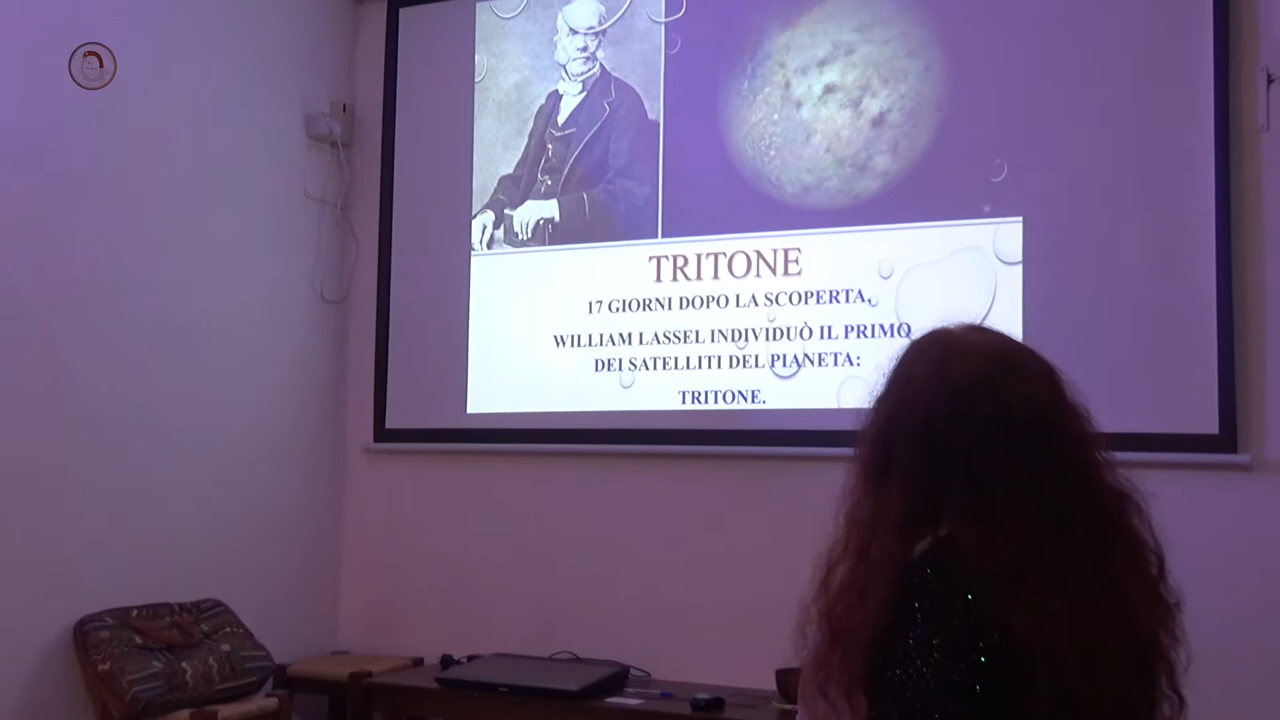 TRITONE
17 GIORNI DOPO LA SCOPERTA,
WILLIAM LASSEL INDIVIDUÒ IL PRIMO
DEI SATELLITI DEL PIANETA:
TRITONE.